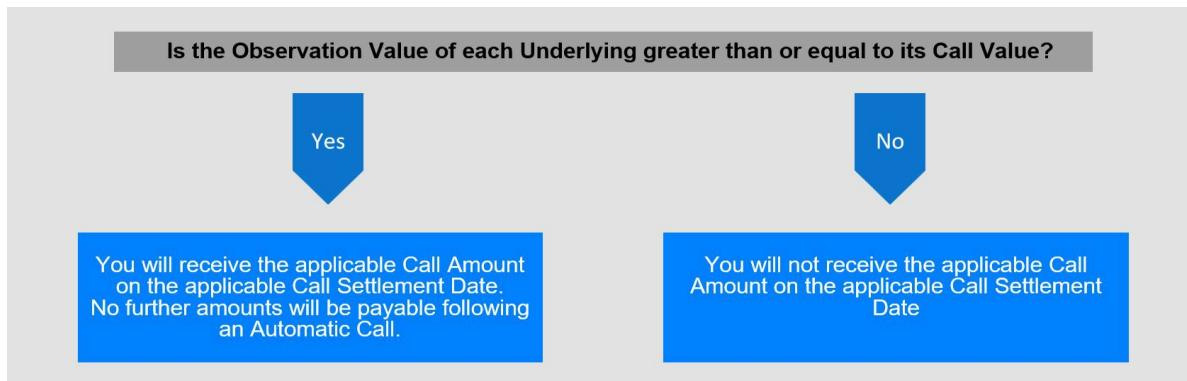 Is the Observation Value of each Underlying greater than or equal to its Call Value?
Yes
No
You will receive the applicable Call Amount
on the applicable Call Settlement Date.
No further amounts will be payable following
an Automatic Call.
You will not receive the applicable Call
Amount on the applicable Call Settlement
Date